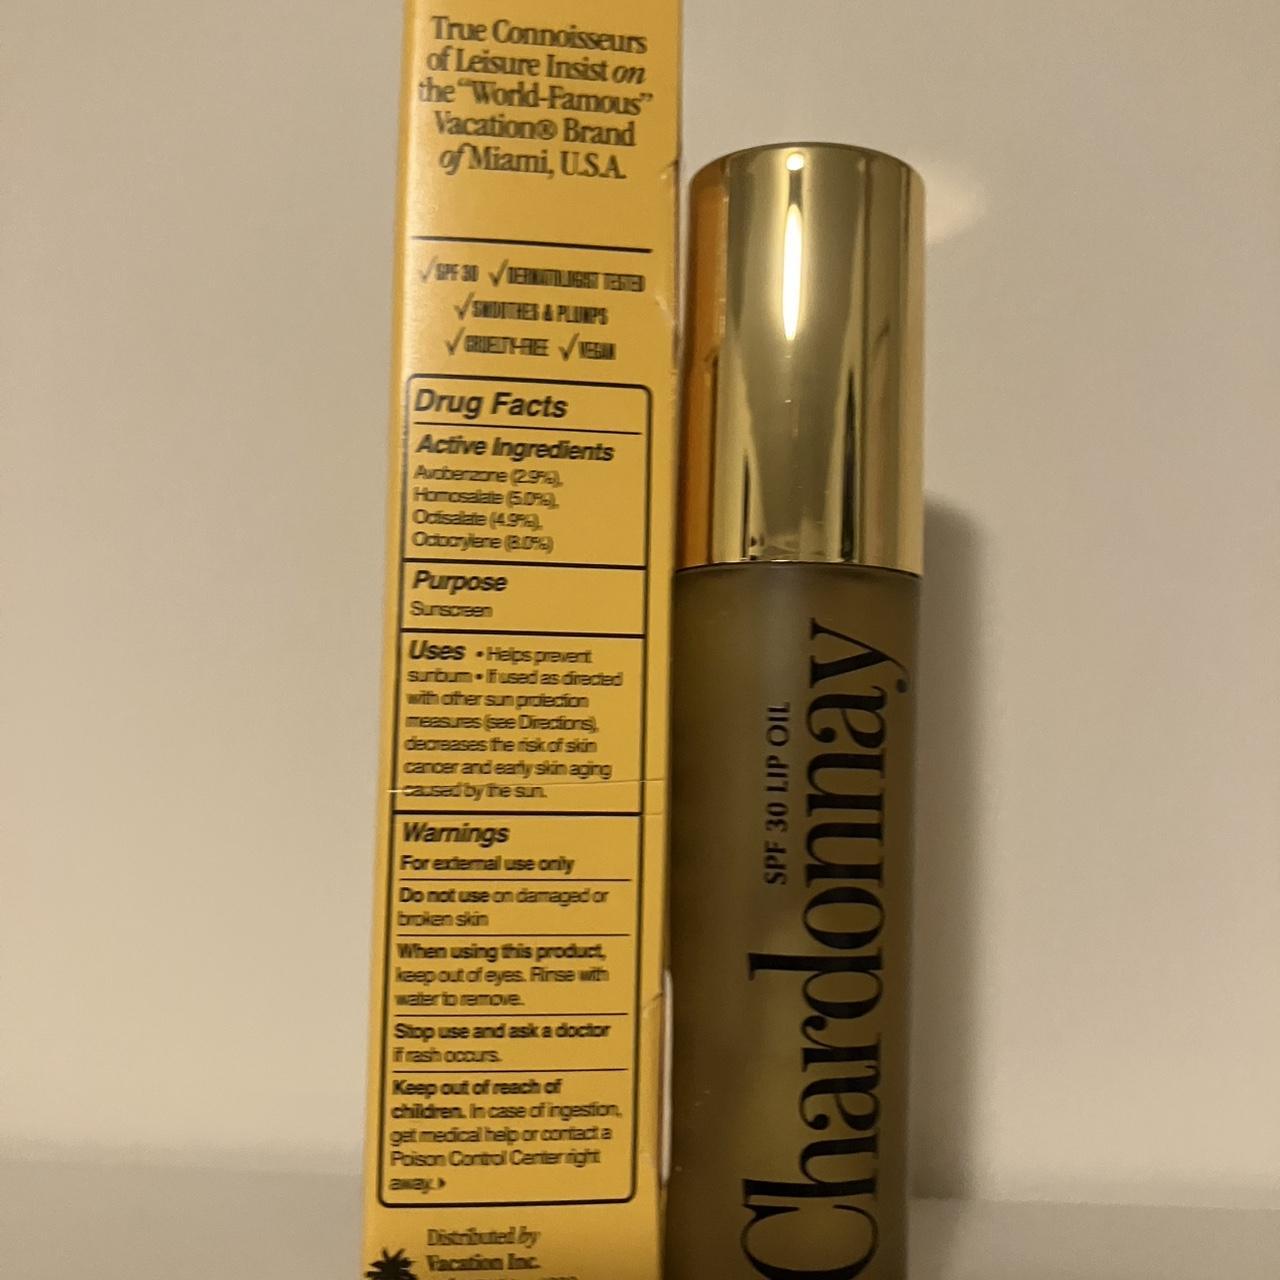 True Connoisseurs
of Leisure Insist on
the "World-Famous"
Vacation® Brand
of Miami, U.S.A.
√SPF 30 √DERMATOLOGIST TESTED
√SMOOTHES & PLUMPS
√CRUELTY-FREE √VEGAN
Drug Facts
Active Ingredients
Avobenzone (2.9%),
Homosalate (5.0%),
Octisalate (4.9%),
Octocrylene (8.0%)
Purpose
Sunscreen
Uses • Helps prevent
sunburn • If used as directed
with other sun protection
measures (see Directions),
decreases the risk of skin
cancer and early skin aging
caused by the sun.
Warnings
For external use only
Do not use on damaged or
broken skin
When using this product,
keep out of eyes. Rinse with
water to remove.
Stop use and ask a doctor
if rash occurs.
Keep out of reach of
children. In case of ingestion,
get medical help or contact a
Poison Control Center right
away.
Distributed by
Vacation Inc.
SPF 30 LIP OIL
Chardonnay